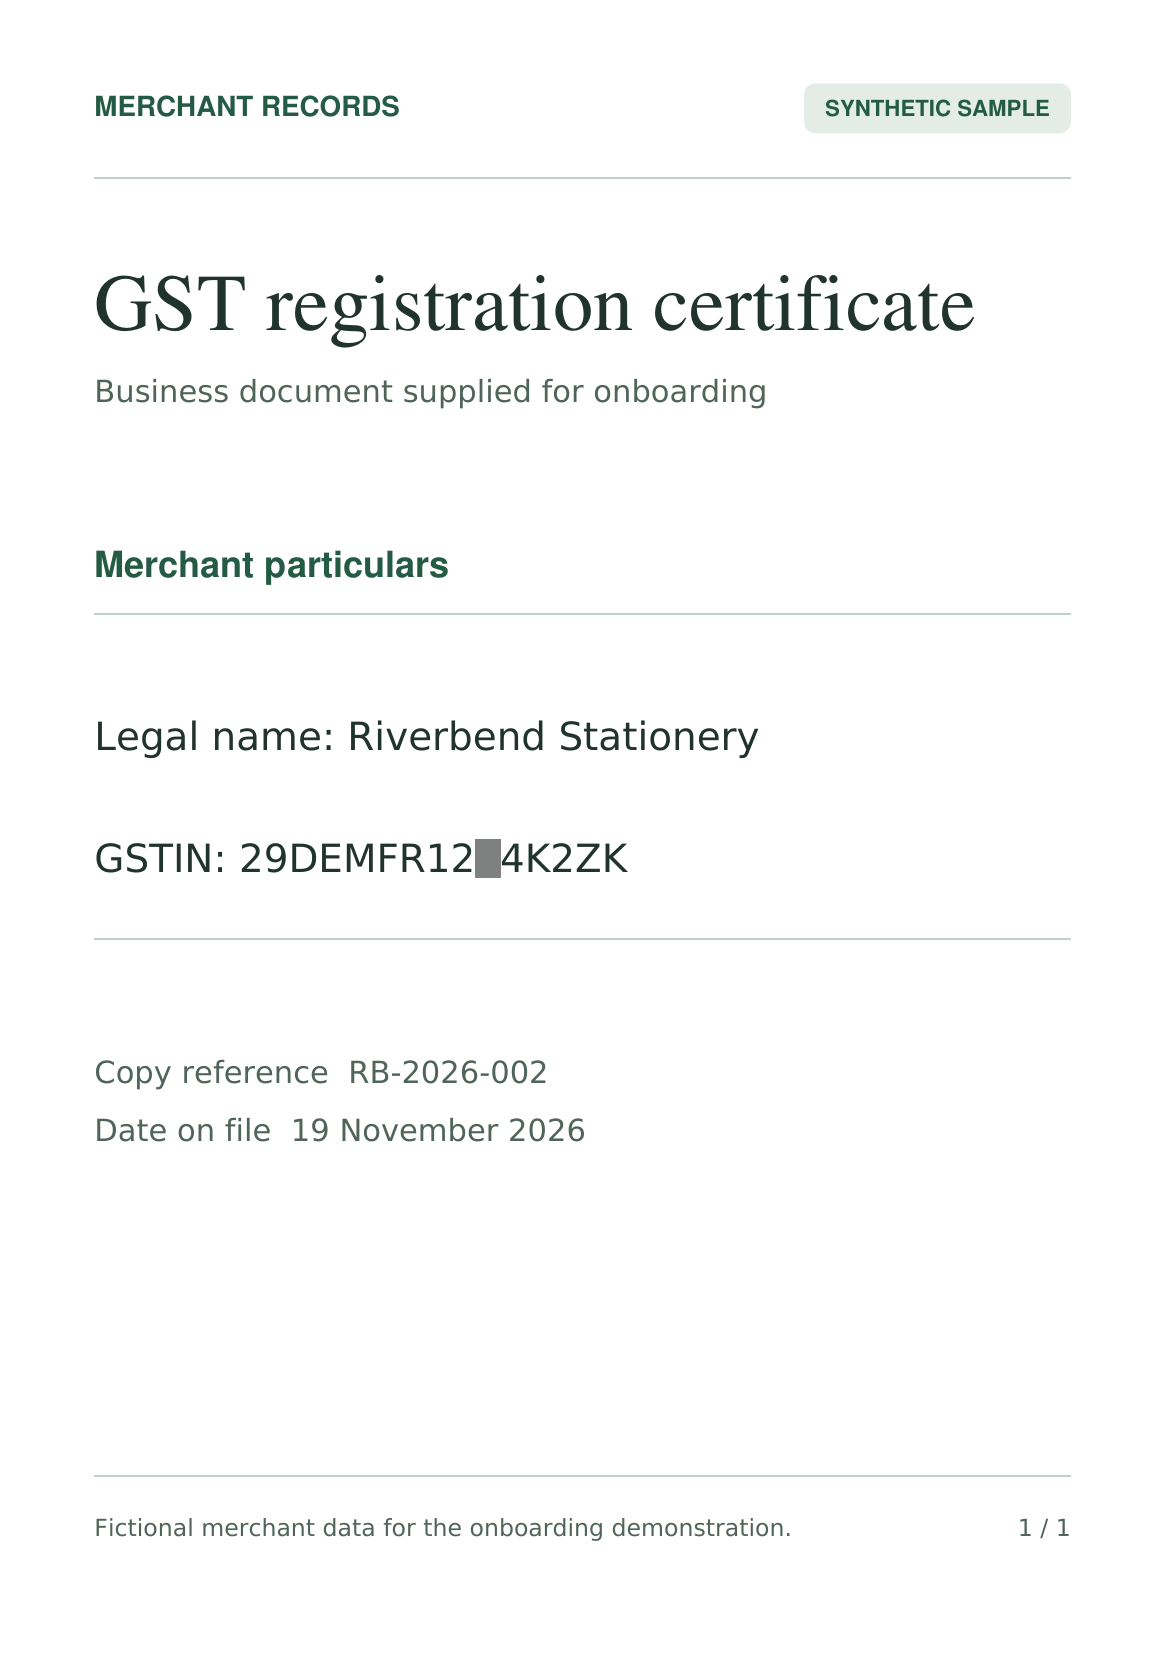 MERCHANT RECORDS
SYNTHETIC SAMPLE
GST registration certificate
Business document supplied for onboarding
Merchant particulars
Legal name: Riverbend Stationery
GSTIN:
Copy reference RB-2026-002
Date on file 19 November 2026
Fictional merchant data for the onboarding demonstration.
1 / 1